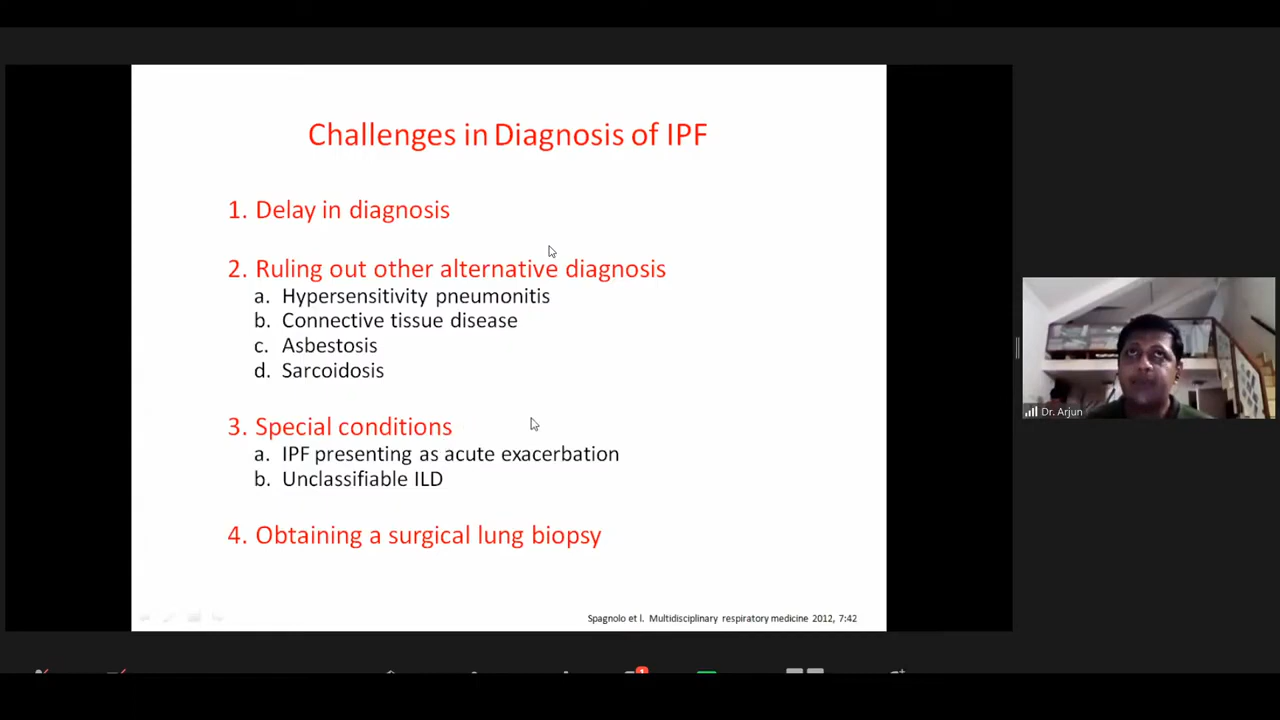 Challenges in Diagnosis of IPF
1. Delay in diagnosis
2. Ruling out other alternative diagnosis
a. Hypersensitivity pneumonitis
b. Connective tissue disease
c. Asbestosis
d. Sarcoidosis
3. Special conditions
a. IPF presenting as acute exacerbation
b. Unclassifiable ILD
4. Obtaining a surgical lung biopsy
Spagnolo et l. Multidisciplinary respiratory medicine 2012, 7:42
Dr. Arjun
1